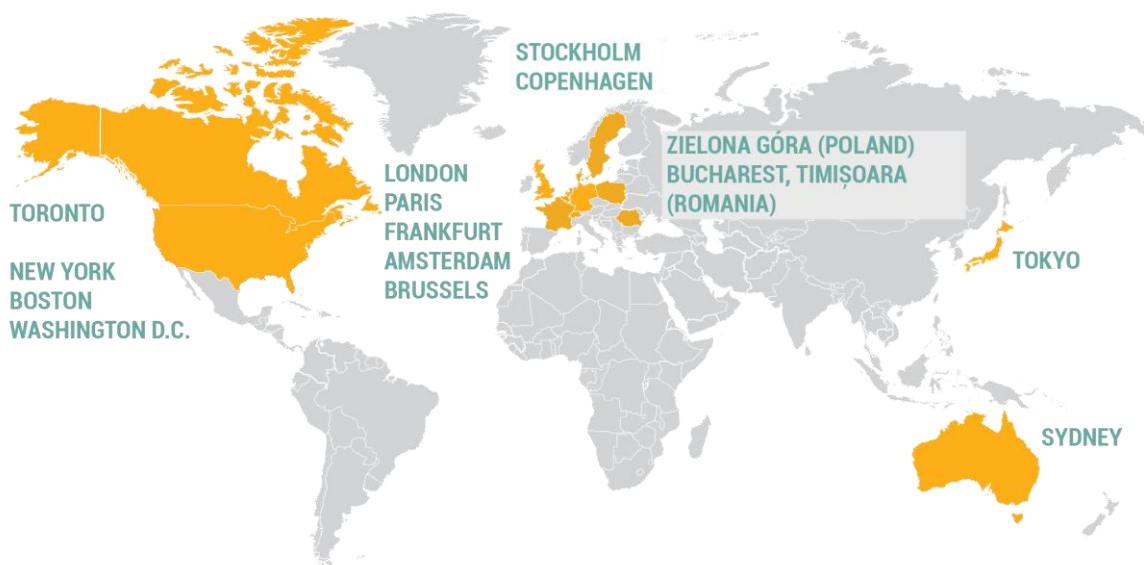 STOCKHOLM
COPENHAGEN
ZIELONA GÓRA (POLAND)
BUCHAREST, TIMIȘOARA
(ROMANIA)
LONDON
PARIS
FRANKFURT
AMSTERDAM
BRUSSELS
TORONTO
NEW YORK
BOSTON
WASHINGTON D.C.
TOKYO
SYDNEY